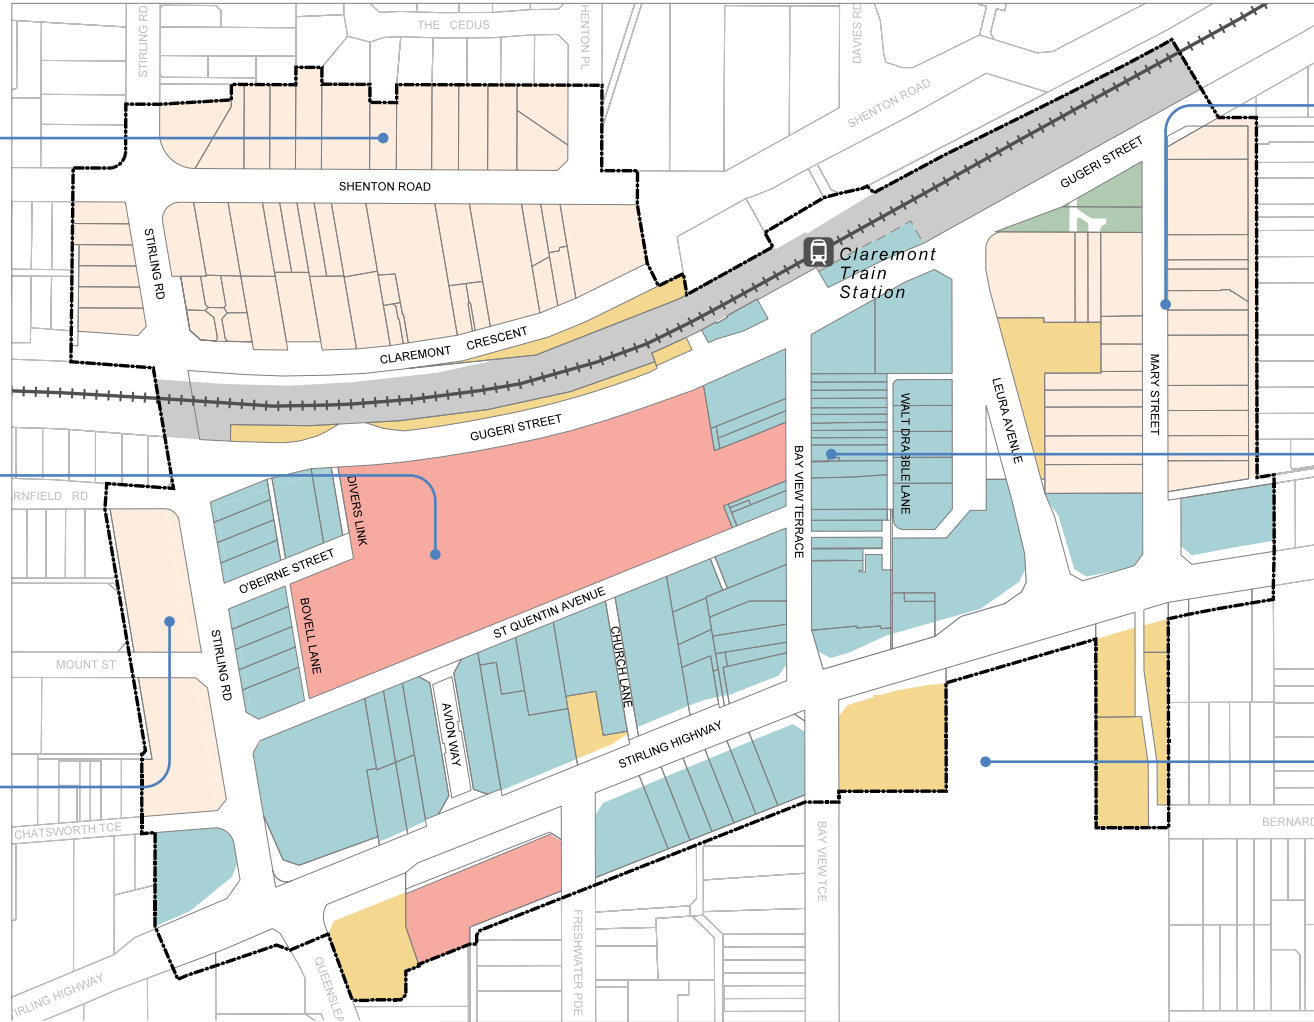 STIRLING RD
THE CEDUS
HENTON PL
DAVIES RD
SHENTON ROAD
SHENTON ROAD
GUGERI STREET
STIRLING RD
Claremont
Train
Station
CLAREMONT CRESCENT
GUGERI STREET
MARY STREET
LEURA AVENUE
WALT DRABBLE LANE
BAY VIEW TERRACE
DIVERS LINK
RNFIELD RD
O'BEIRNE STREET
BOVELL LANE
ST QUENTIN AVENUE
CHURCH LANE
MOUNT ST
STIRLING RD
AVION WAY
STIRLING HIGHWAY
CHATSWORTH TCE
BAY VIEW TCE
BERNARD
FRESHWATER PDE
QUEENSLEA
TIRLING HIGHWAY